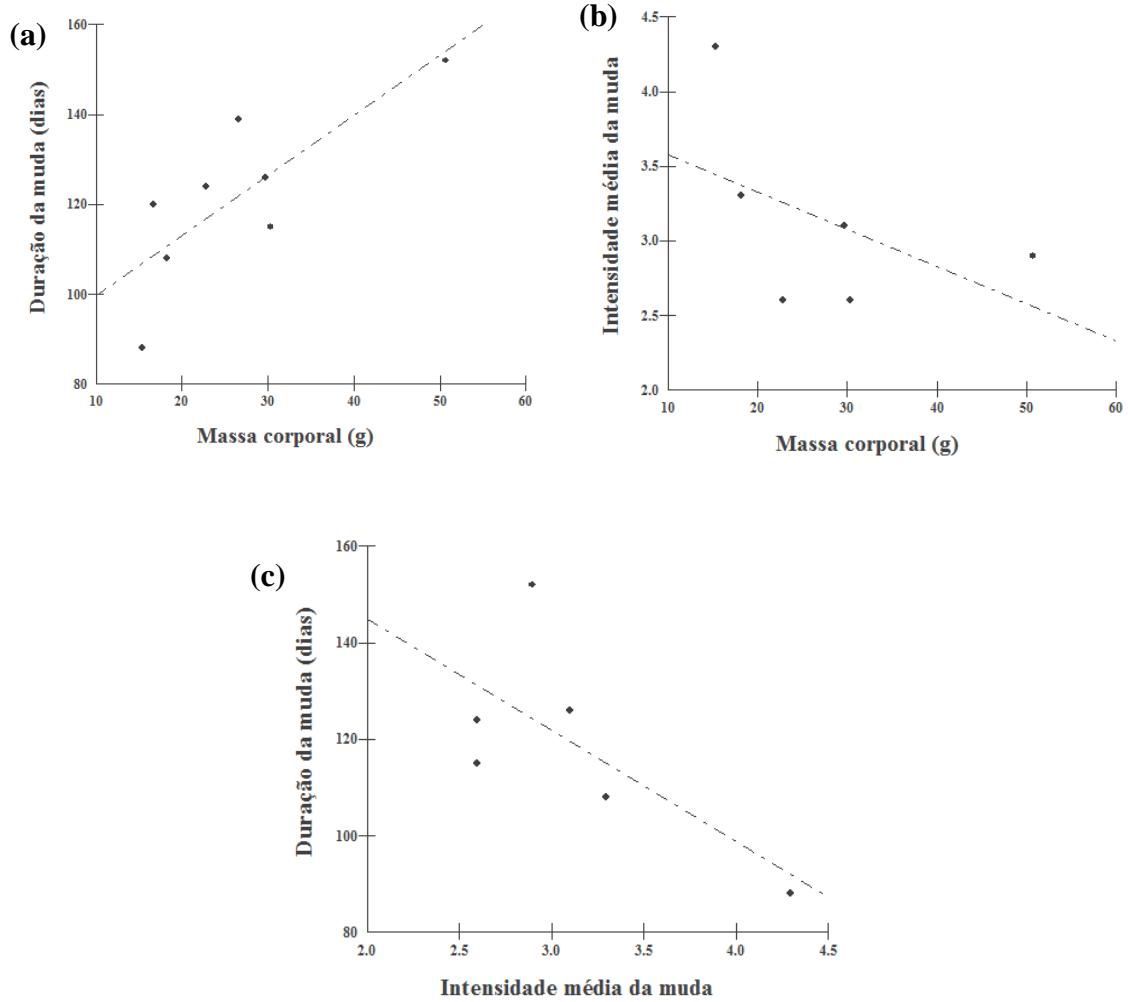 (a)
Duração da muda (dias)
160
140
120
100
80
10 20 30 40 50 60
Massa corporal (g)
(b)
Intensidade média da muda
4.5
4.0
3.5
3.0
2.5
2.0
10 20 30 40 50 60
Massa corporal (g)
(c)
Duração da muda (dias)
160
140
120
100
80
2.0 2.5 3.0 3.5 4.0 4.5
Intensidade média da muda